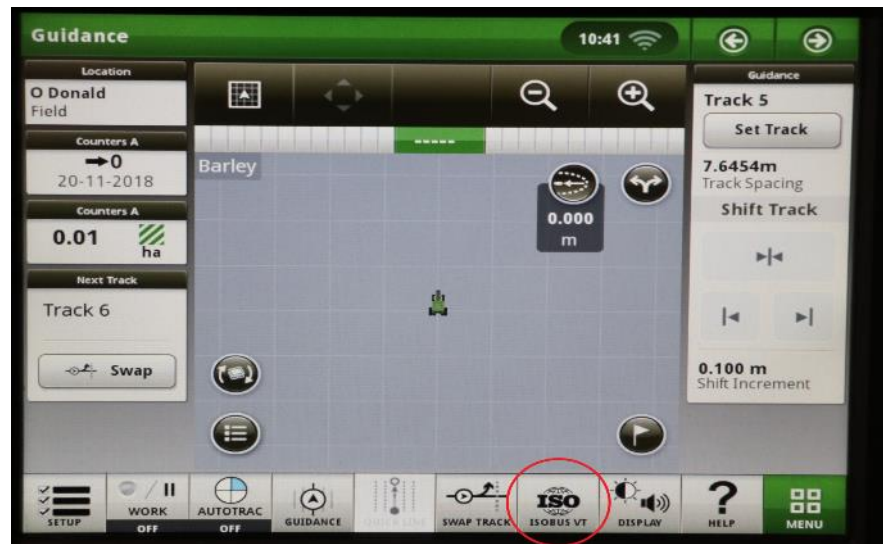 Guidance
10:41
Location
O Donald
Field
Counters A
0
20-11-2018
Counters A
0.01
ha
Next Track
Track 6
Swap
-----
Barley
0.000
m
Guidance
Track 5
Set Track
7.6454m
Track Spacing
Shift Track
0.100 m
Shift Increment
SETUP
WORK
OFF
AUTOTRAC
OFF
GUIDANCE
QUICK LINE
SWAP TRACK
ISO
ISOBUS VT
DISPLAY
?
HELP
MENU